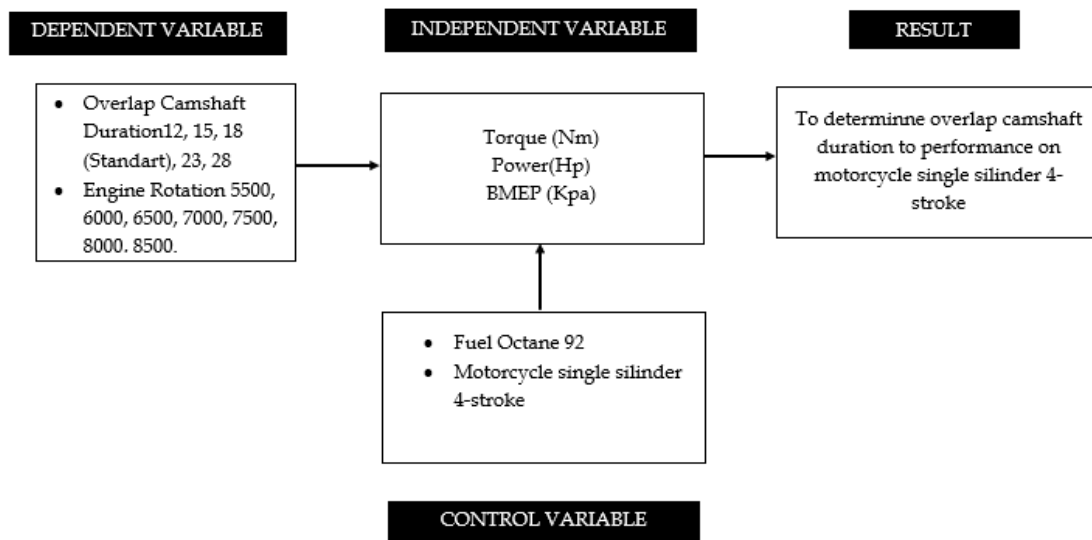 DEPENDENT VARIABLE
INDEPENDENT VARIABLE
RESULT
• Overlap Camshaft
Duration12, 15, 18
(Standart), 23, 28
• Engine Rotation 5500,
6000, 6500, 7000, 7500,
8000, 8500.
Torque (Nm)
Power(Hp)
BMEP (Kpa)
To determinne overlap camshaft
duration to performance on
motorcycle single silinder 4-
stroke
• Fuel Octane 92
• Motorcycle single silinder
4-stroke
CONTROL VARIABLE